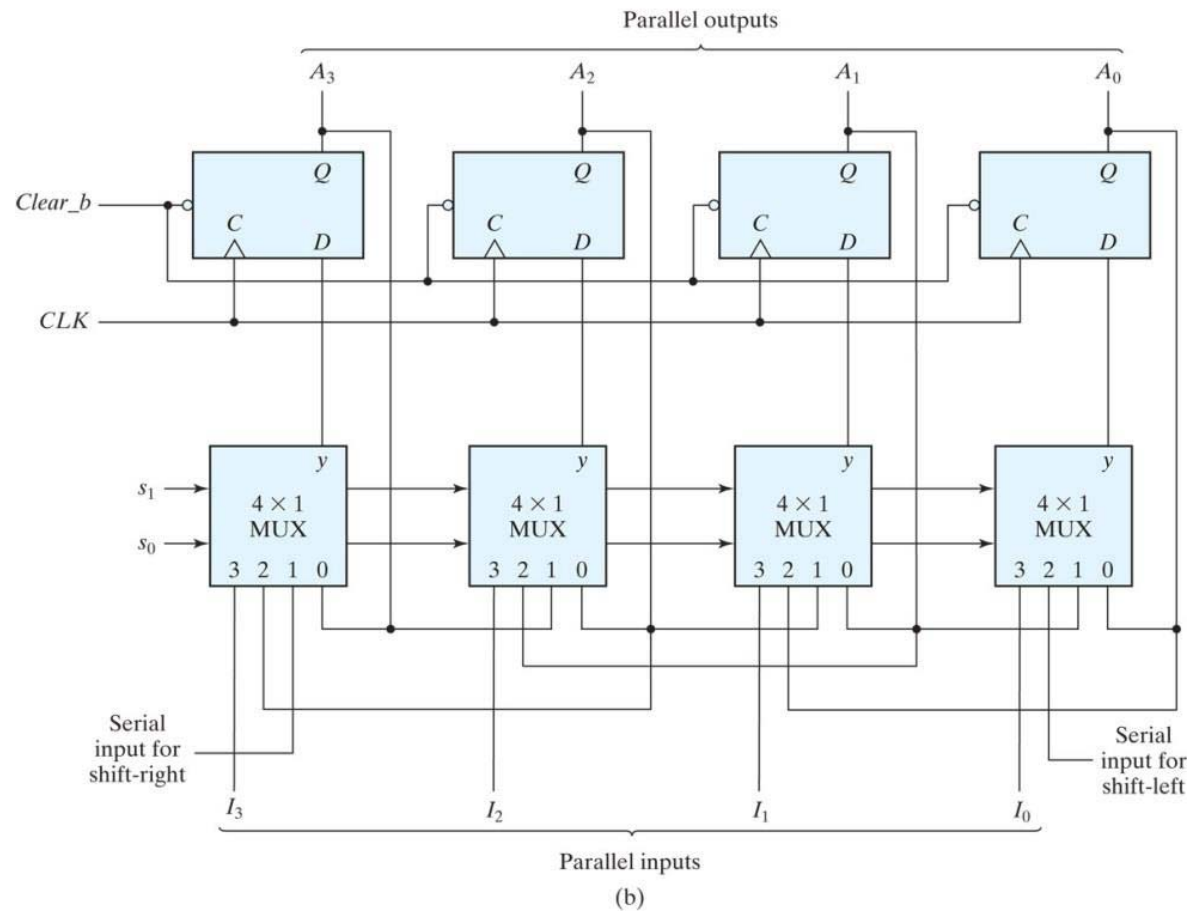 Parallel outputs
A3 A2 A1 A0
Q Q Q Q
Clear_b
C C C C
D D D D
CLK
y y y y
s1
4 × 1 4 × 1 4 × 1 4 × 1
MUX MUX MUX MUX
s0
3 2 1 0 3 2 1 0 3 2 1 0 3 2 1 0
Serial
input for
shift-right
Serial
input for
shift-left
I3 I2 I1 I0
Parallel inputs
(b)